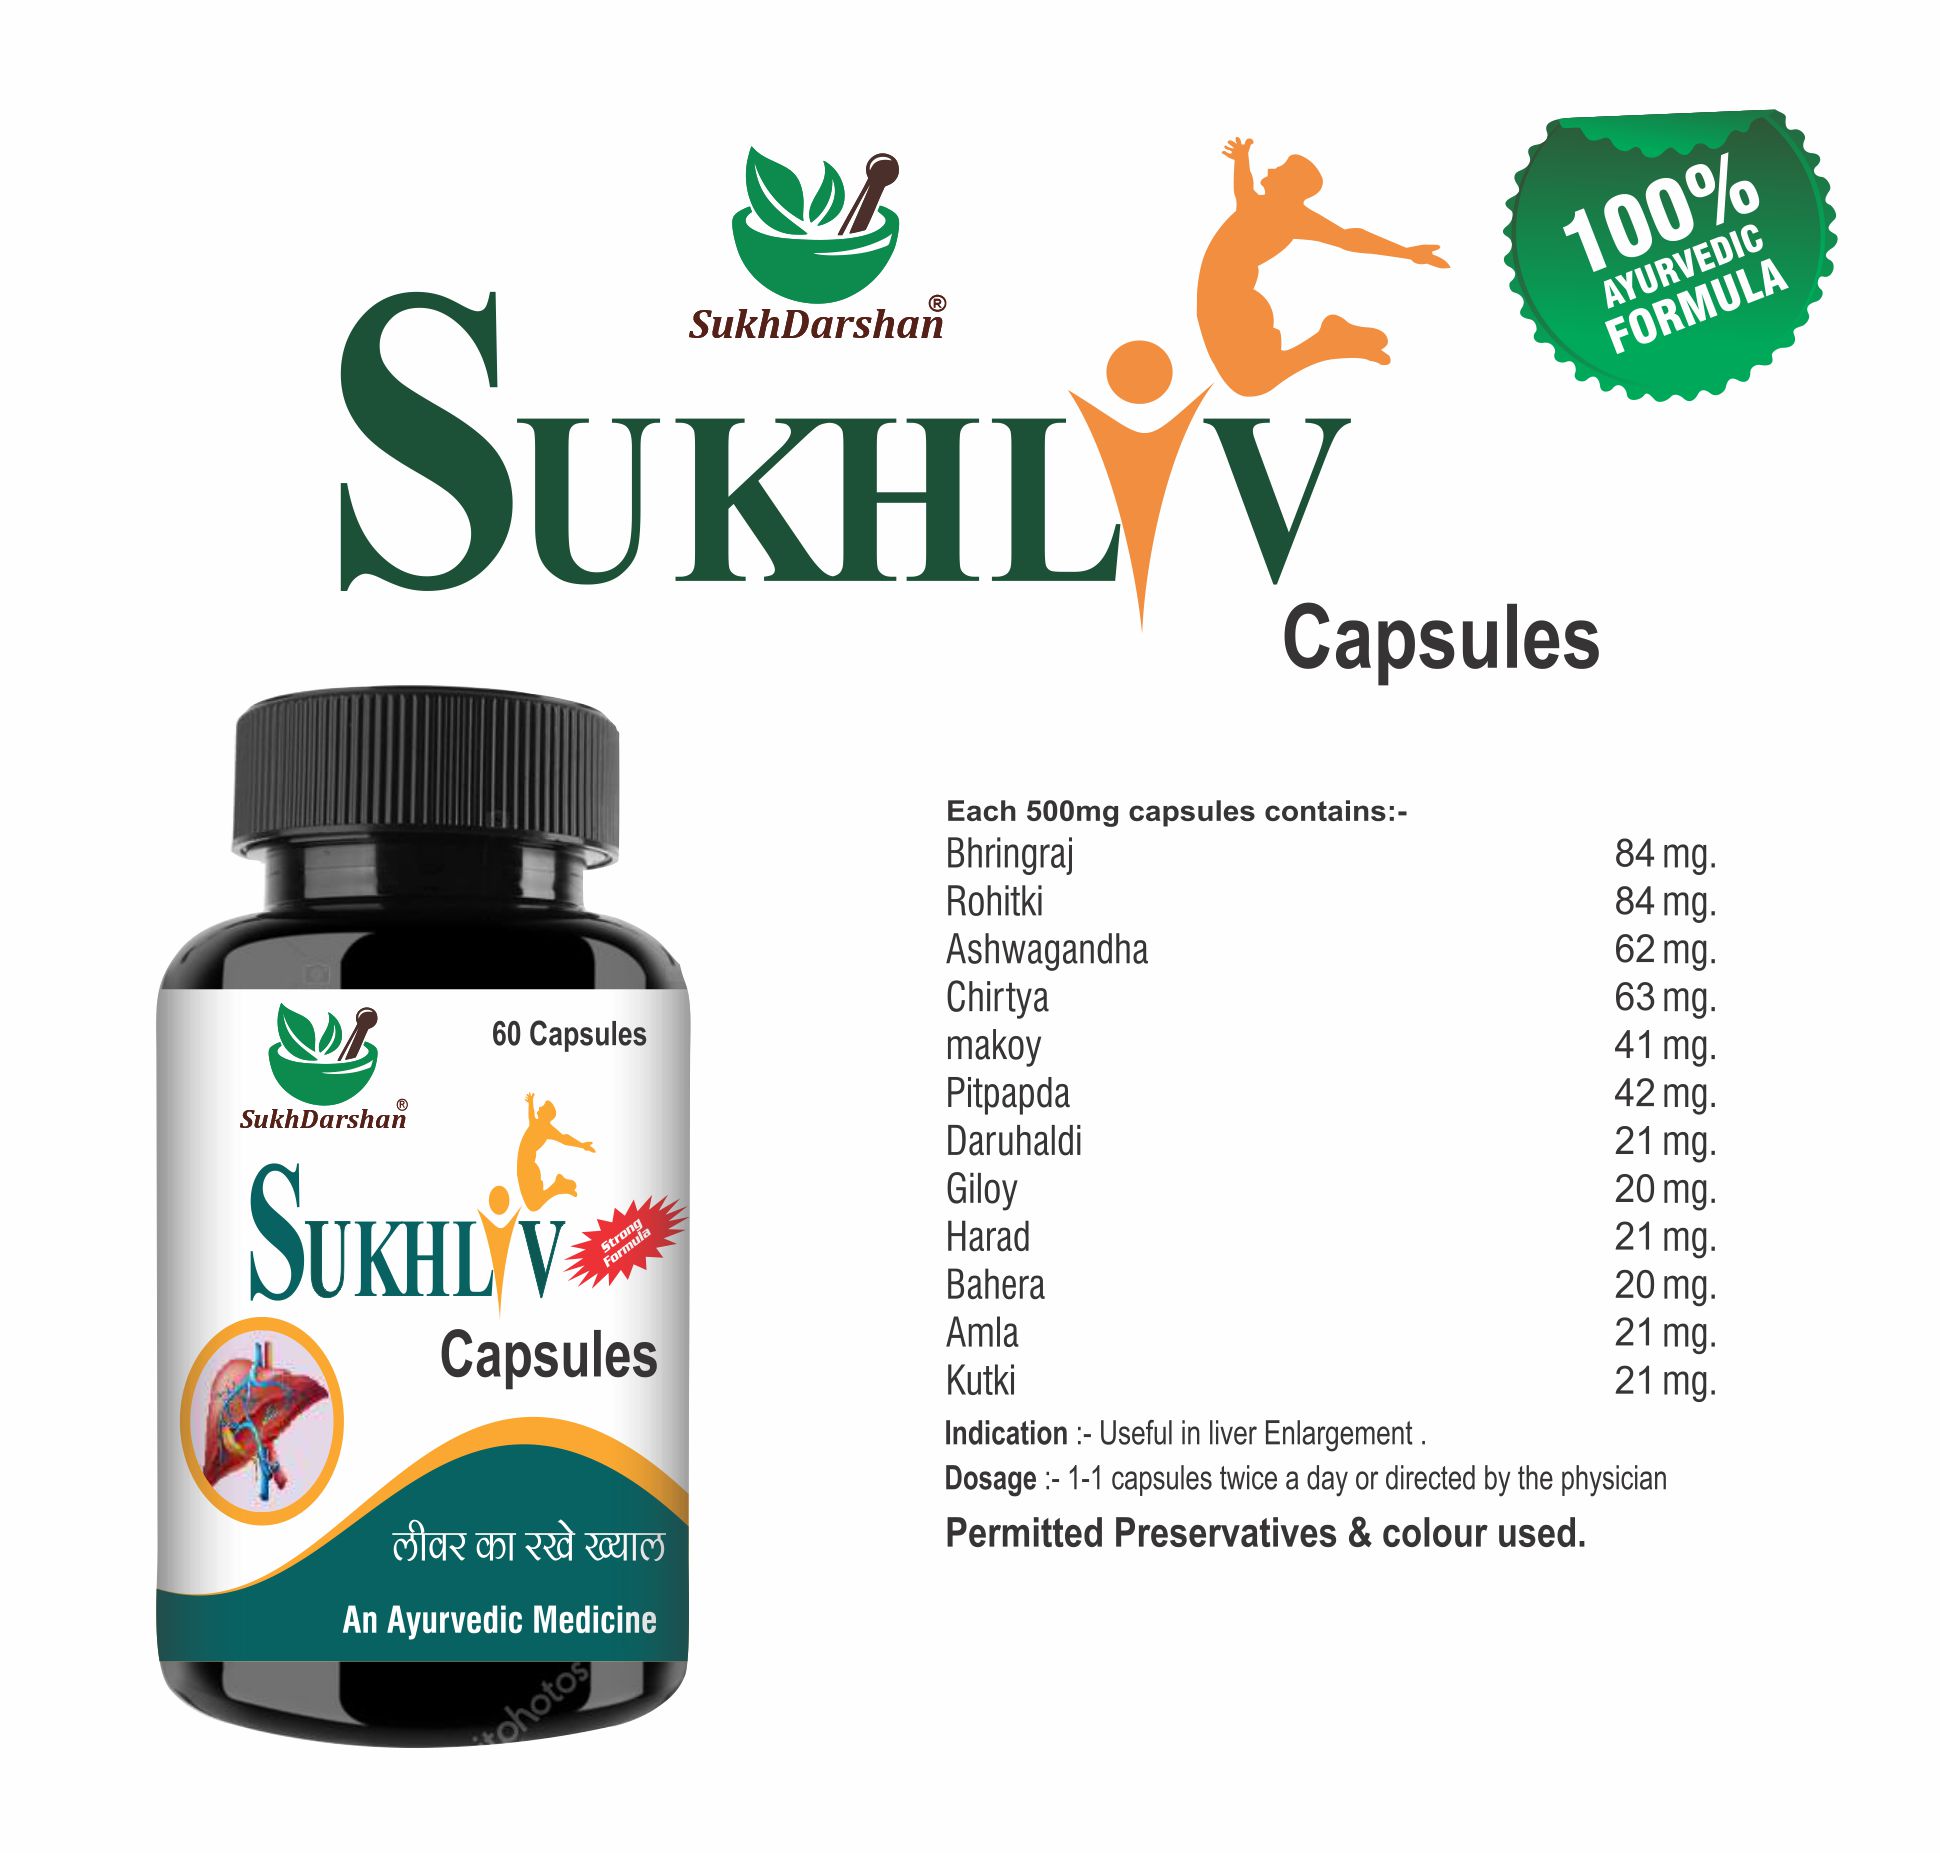 SukhDarshan®
100%
AYURVEDIC
FORMULA
SUKHLIV
Capsules
Each 500mg capsules contains:-
Bhringraj 84 mg.
Rohitki 84 mg.
Ashwagandha 62 mg.
Chirtya 63 mg.
makoy 41 mg.
Pitpapda 42 mg.
Daruhaldi 21 mg.
Giloy 20 mg.
Harad 21 mg.
Bahera 20 mg.
Amla 21 mg.
Kutki 21 mg.
Indication :- Useful in liver Enlargement .
Dosage :- 1-1 capsules twice a day or directed by the physician
Permitted Preservatives & colour used.
60 Capsules
SukhDarshan®
SUKHLIV
Strong
Formula
Capsules
लीवर का रखे ख्याल
An Ayurvedic Medicine